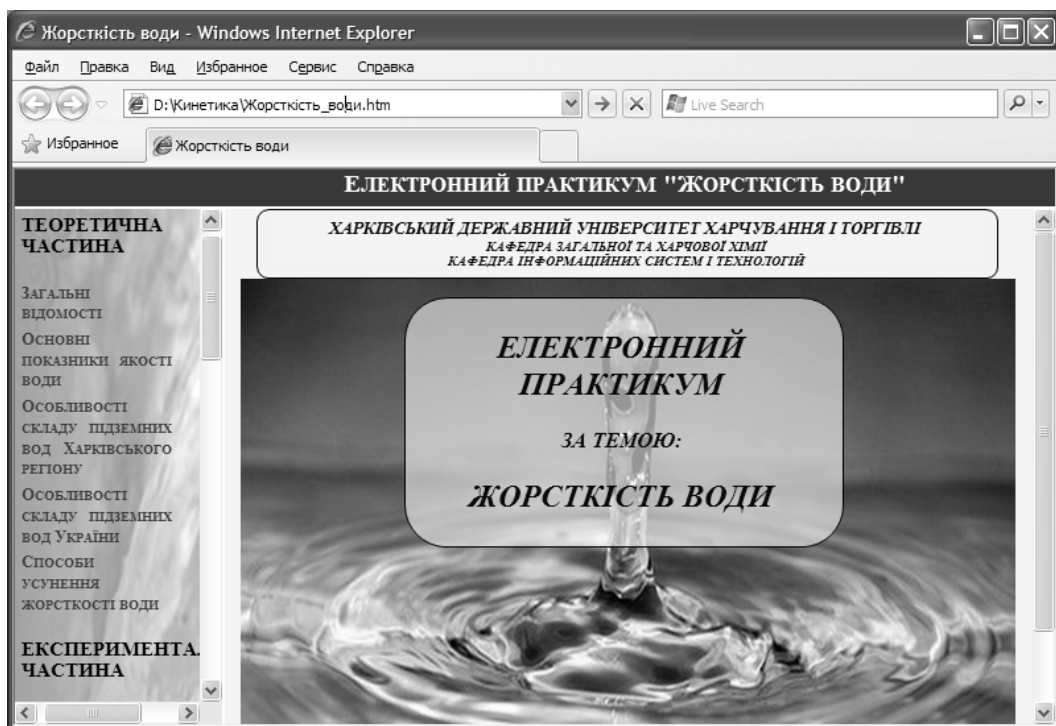 Жорсткість води - Windows Internet Explorer
Файл Правка Вид Избранное Сервис Справка
D:\Кинетика\Жорсткість_води.htm
Live Search
Избранное
Жорсткість води
ЕЛЕКТРОННИЙ ПРАКТИКУМ "ЖОРСТКІСТЬ ВОДИ"
ТЕОРЕТИЧНА
ЧАСТИНА
ЗАГАЛЬНІ
ВІДОМОСТІ
ОСНОВНІ
ПОКАЗНИКИ ЯКОСТІ
ВОДИ
ОСОБЛИВОСТІ
СКЛАДУ ПІДЗЕМНИХ
ВОД ХАРКІВСЬКОГО
РЕГІОНУ
ОСОБЛИВОСТІ
СКЛАДУ ПІДЗЕМНИХ
ВОД УКРАЇНИ
СПОСОБИ
УСУНЕННЯ
ЖОРСТКОСТІ ВОДИ
ЕКСПЕРИМЕНТА
ЧАСТИНА
ХАРКІВСЬКИЙ ДЕРЖАВНИЙ УНІВЕРСИТЕТ ХАРЧУВАННЯ І ТОРГІВЛІ
КАФЕДРА ЗАГАЛЬНОЇ ТА ХАРЧОВОЇ ХІМІЇ
КАФЕДРА ІНФОРМАЦІЙНИХ СИСТЕМ І ТЕХНОЛОГІЙ
ЕЛЕКТРОННИЙ
ПРАКТИКУМ
ЗА ТЕМОЮ:
ЖОРСТКІСТЬ ВОДИ